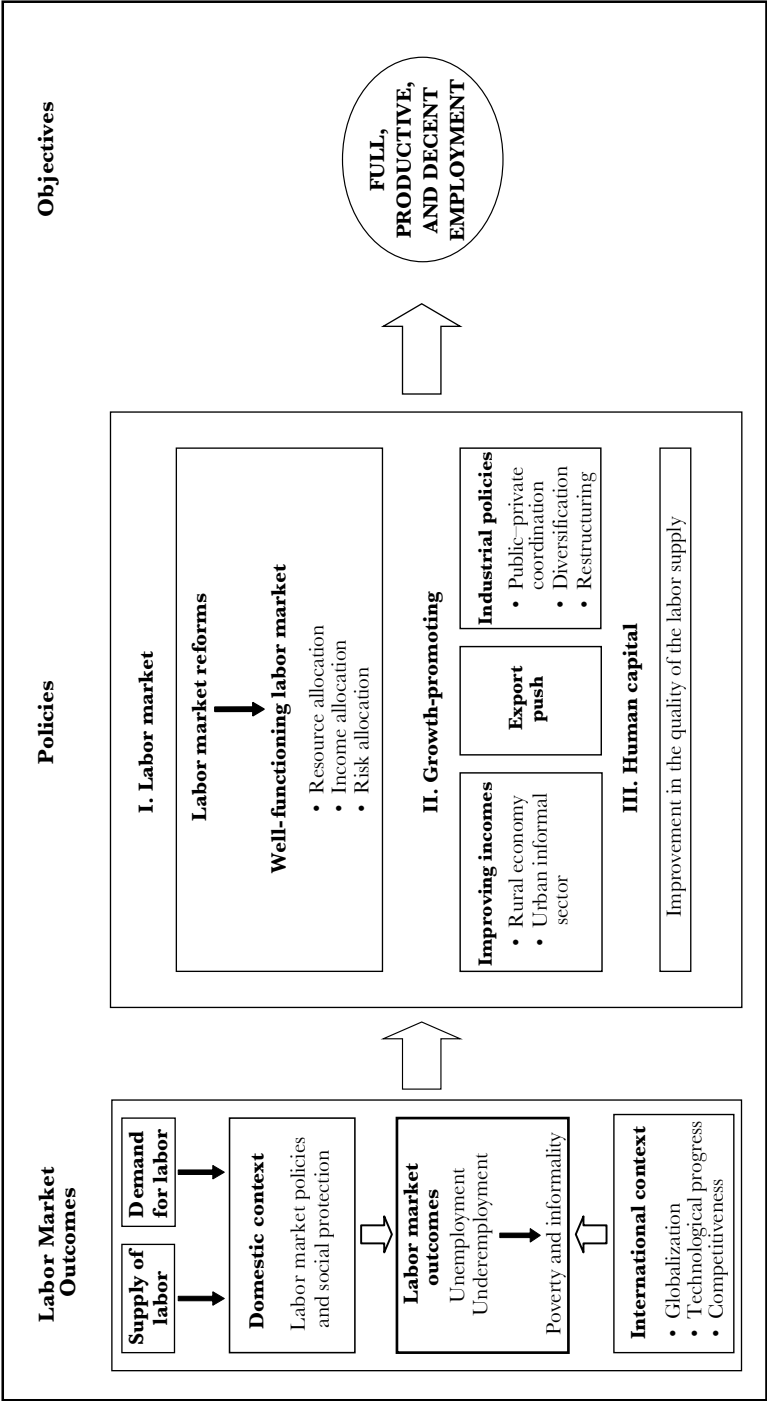 Labor Market
Outcomes
Policies
Objectives
Supply of
labor
Demand
for labor
Domestic context
Labor market policies
and social protection
Labor market
outcomes
Unemployment
Underemployment
Poverty and informality
International context
• Globalization
• Technological progress
• Competitiveness
I. Labor market
Labor market reforms
Well-functioning labor market
• Resource allocation
• Income allocation
• Risk allocation
II. Growth-promoting
Improving incomes
• Rural economy
• Urban informal
sector
Export
push
Industrial policies
• Public–private
coordination
• Diversification
• Restructuring
III. Human capital
Improvement in the quality of the labor supply
FULL,
PRODUCTIVE,
AND DECENT
EMPLOYMENT